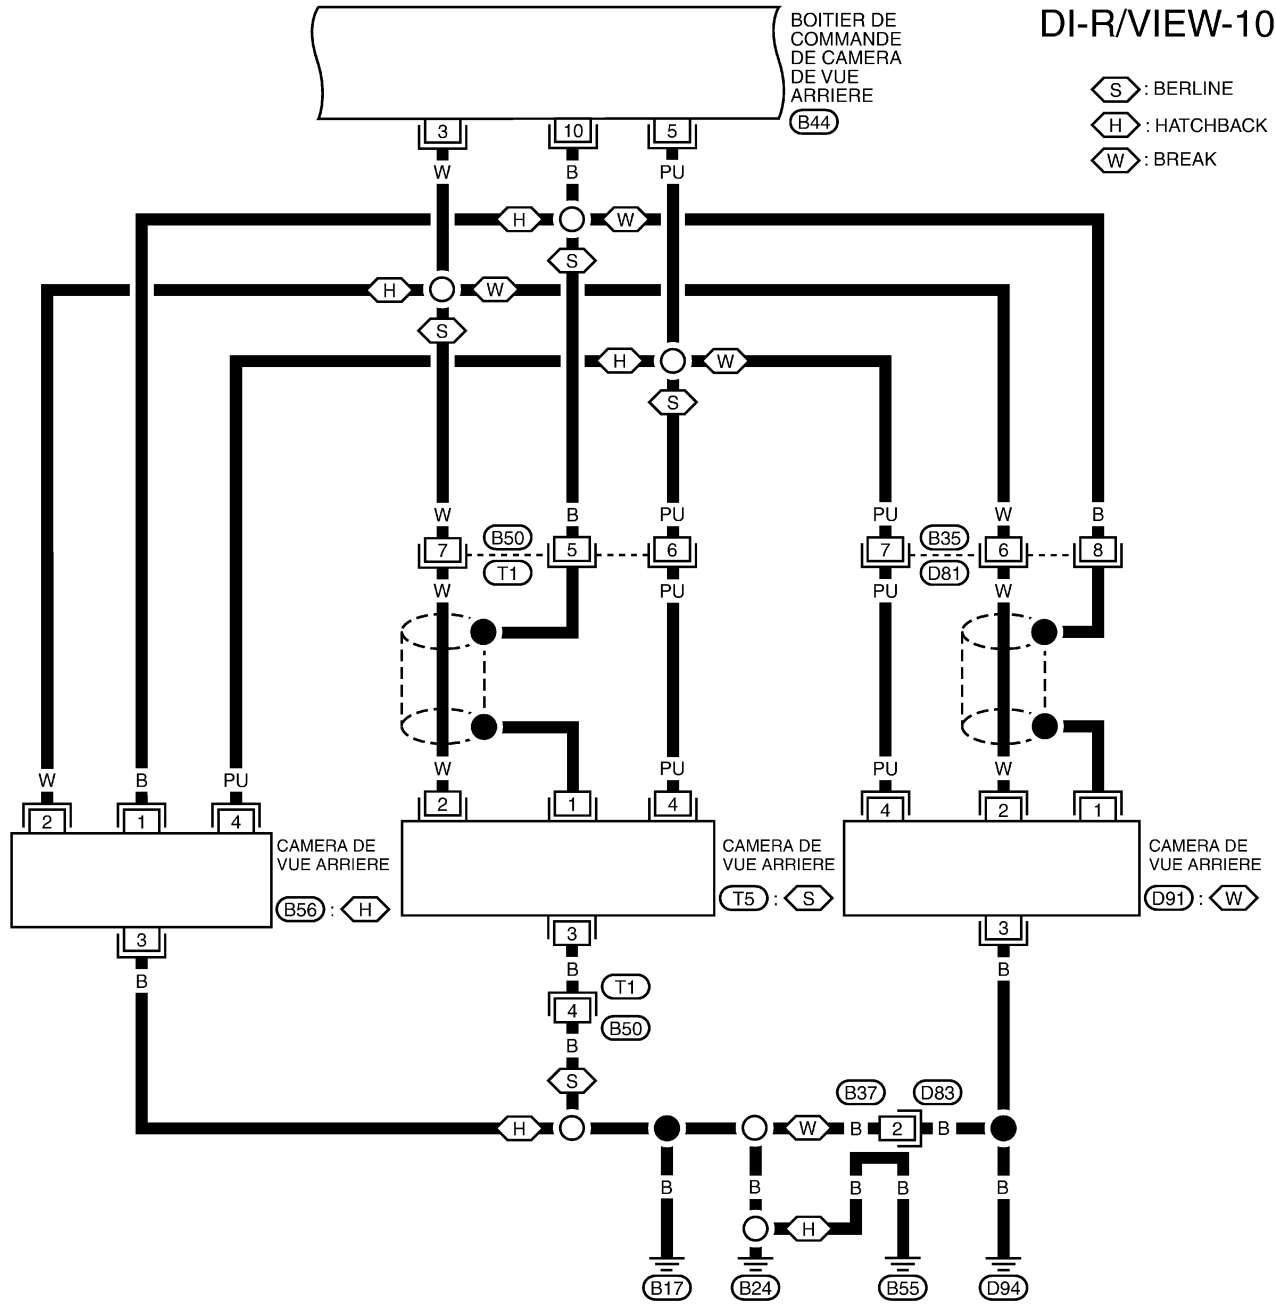 DI-R/VIEW-10
BOITIER DE
COMMANDE
DE CAMERA
DE VUE
ARRIERE
B44
S : BERLINE
H : HATCHBACK
W : BREAK
3 10 5
W B PU
H W
S
H W
S
H W
S
W B PU PU W B
7 B50 5 6 7 B35 6 8
T1 D81
W PU PU W
W PU PU W
W B PU
2 1 4 4 2 1
2 1 4
CAMERA DE
VUE ARRIERE
B56 : H
CAMERA DE
VUE ARRIERE
T5 : S
CAMERA DE
VUE ARRIERE
D91 : W
3 3 3
B B B
T1
4
B50
B
S
B37 D83
H W B 2 B
B B B B B
H
B17 B24 B55 D94